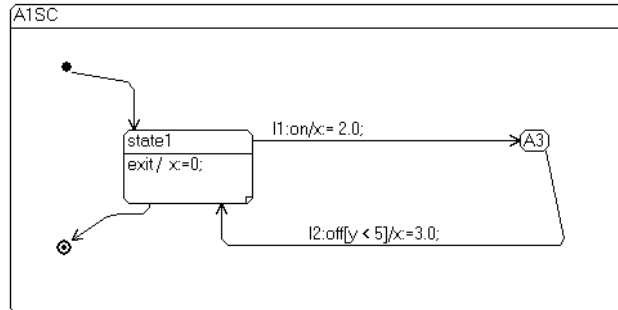 A1SC
l1:on/x:= 2.0;
state1
A3
exit/ x:=0;
l2:off[y < 5]/x:=3.0;